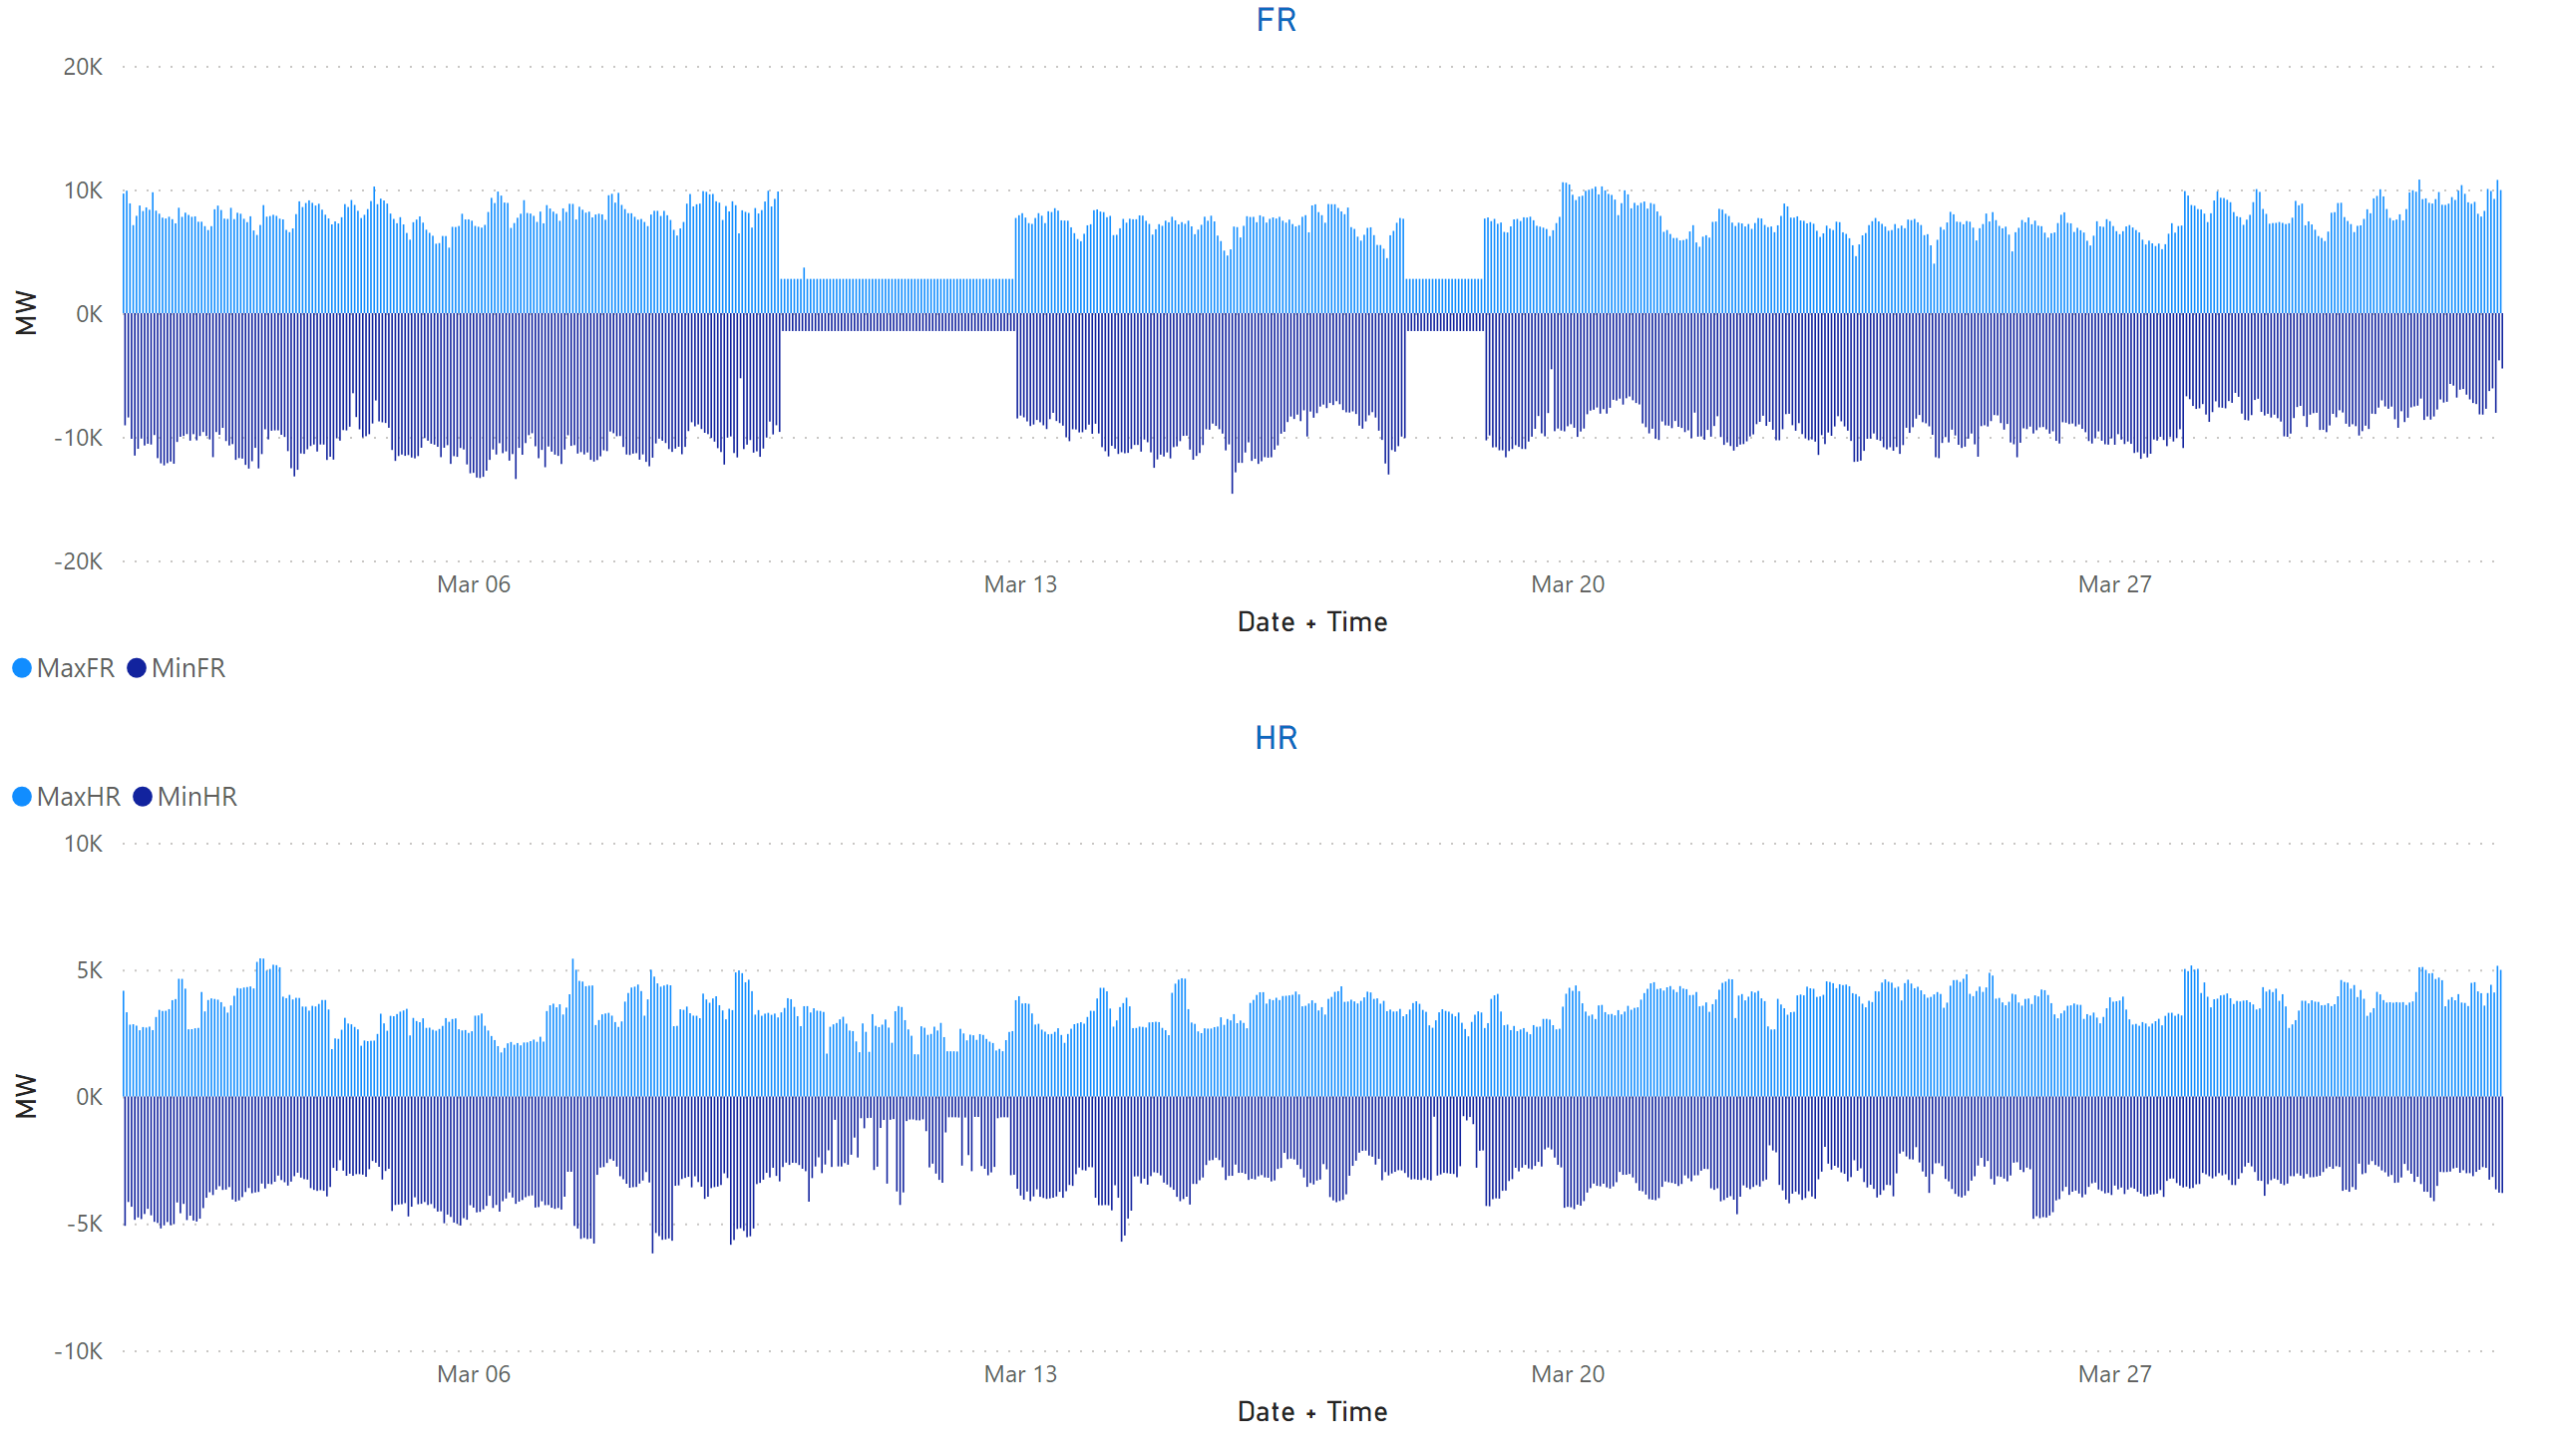 FR
20K
10K
0K
-10K
-20K
MW
Mar 06 Mar 13 Mar 20 Mar 27
Date + Time
MaxFR MinFR
HR
MaxHR MinHR
10K
5K
0K
-5K
-10K
MW
Mar 06 Mar 13 Mar 20 Mar 27
Date + Time